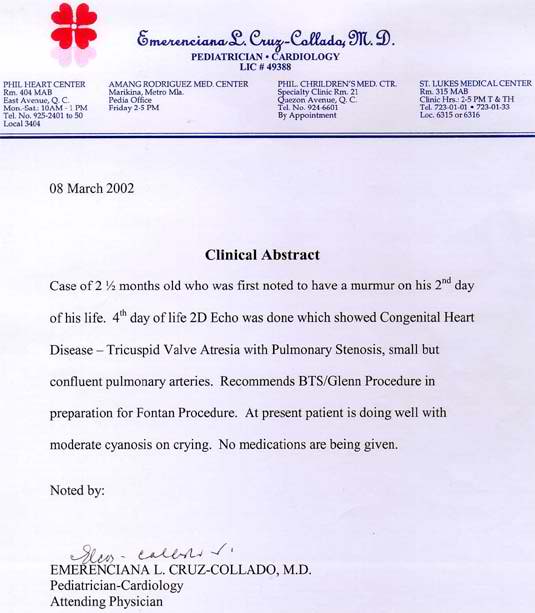 Emerenciana L. Cruz-Collado, M. D.
PEDIATRICIAN • CARDIOLOGY
LIC # 49388
PHIL HEART CENTER
Rm. 404 MAB
East Avenue, Q. C.
Mon.-Sat.: 10AM - 1 PM
Tel. No. 925-2401 to 50
Local 3404
AMANG RODRIGUEZ MED. CENTER
Marikina, Metro Mla.
Pedia Office
Friday 2-5 PM
PHIL. CHRILDREN'S MED. CTR.
Specialty Clinic Rm. 21
Quezon Avenue, Q. C.
Tel. No. 924 6601
By Appointment
ST. LUKES MEDICAL CENTER
Rm. 315 MAB
Clinic Hrs.: 2-5 PM T & TH
Tel. 723-01-01 • 723-01-33
Loc. 6315 or 6316
08 March 2002
Clinical Abstract
Case of 2 ½ months old who was first noted to have a murmur on his 2nd day
of his life. 4th day of life 2D Echo was done which showed Congenital Heart
Disease – Tricuspid Valve Atresia with Pulmonary Stenosis, small but
confluent pulmonary arteries. Recommends BTS/Glenn Procedure in
preparation for Fontan Procedure. At present patient is doing well with
moderate cyanosis on crying. No medications are being given.
Noted by:
EMERENCIANA L. CRUZ-COLLADO, M.D.
Pediatrician-Cardiology
Attending Physician